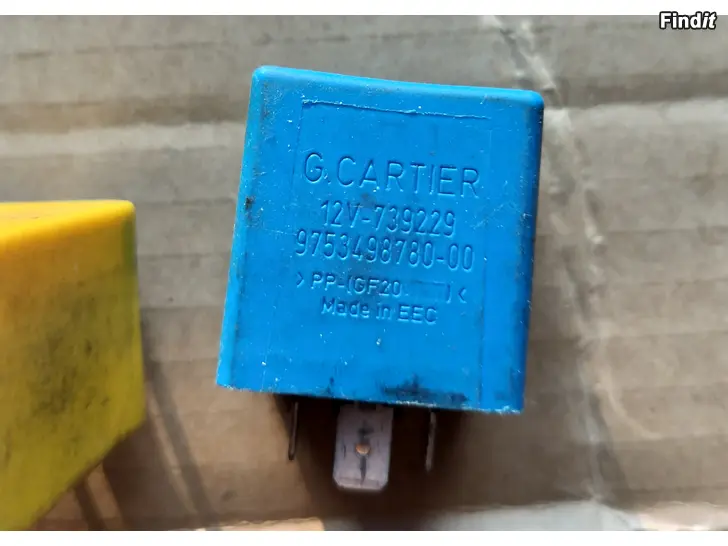 Findit
G.CARTIER
12V-739229
9753498780-00
>PP-(GF20 )<
Made in EEC